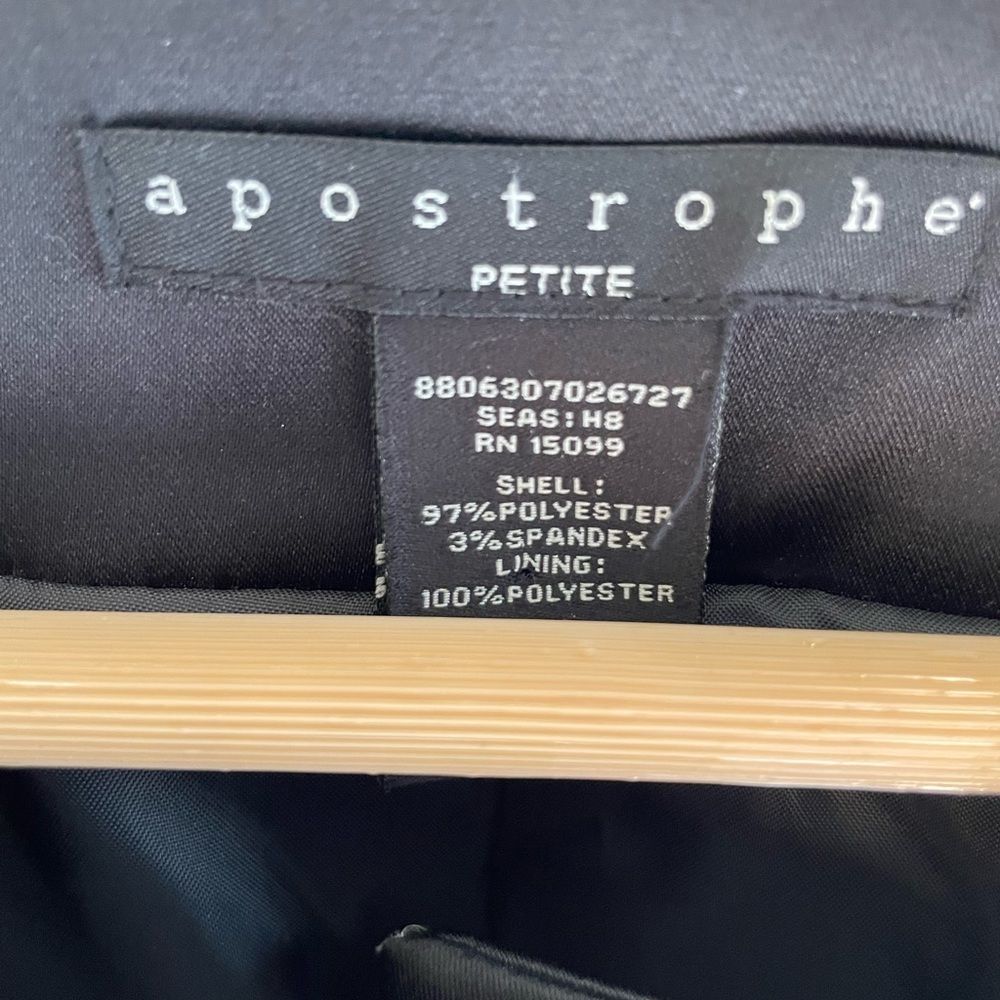 apostrophe
PETITE
8806307026727
SEAS:H8
RN 15099
SHELL:
97%POLYESTER
3%SPANDEX
LINING:
100%POLYESTER